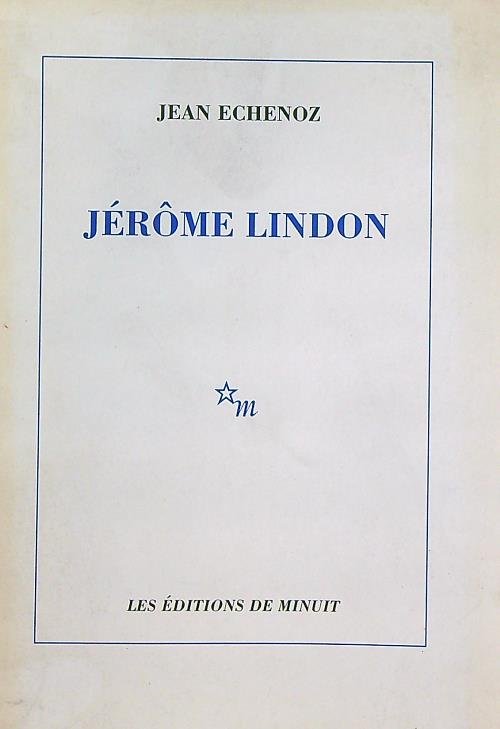 JEAN ECHENOZ
JÉRÔME LINDON
m
LES ÉDITIONS DE MINUIT